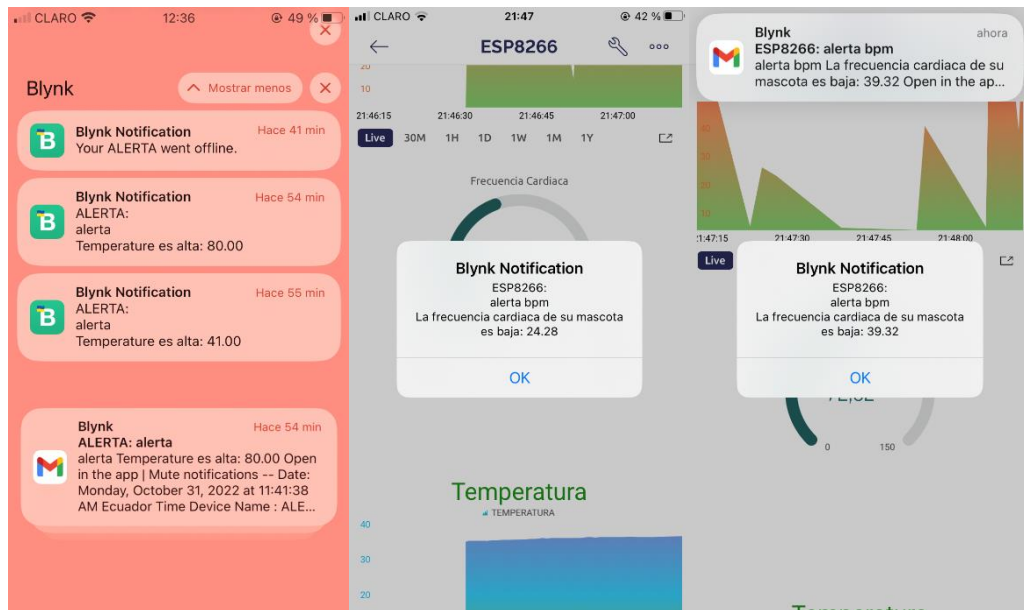 CLARO 12:36 49 %
Blynk
Mostrar menos
Blynk Notification Hace 41 min
Your ALERTA went offline.
Blynk Notification Hace 54 min
ALERTA:
alerta
Temperature es alta: 80.00
Blynk Notification Hace 55 min
ALERTA:
alerta
Temperature es alta: 41.00
Blynk Hace 54 min
ALERTA: alerta
alerta Temperature es alta: 80.00 Open
in the app | Mute notifications -- Date:
Monday, October 31, 2022 at 11:41:38
AM Ecuador Time Device Name : ALE...
CLARO 21:47 42 %
ESP8266
20
10
21:46:15 21:46:30 21:46:45 21:47:00
Live 30M 1H 1D 1W 1M 1Y
Frecuencia Cardiaca
Blynk Notification
ESP8266:
alerta bpm
La frecuencia cardiaca de su mascota
es baja: 24.28
OK
Temperatura
TEMPERATURA
40
30
20
Blynk ahora
ESP8266: alerta bpm
alerta bpm La frecuencia cardiaca de su
mascota es baja: 39.32 Open in the ap...
40
30
20
10
:1:47:15 21:47:30 21:47:45 21:48:00
Live
Blynk Notification
ESP8266:
alerta bpm
La frecuencia cardiaca de su mascota
es baja: 39.32
OK
0 150